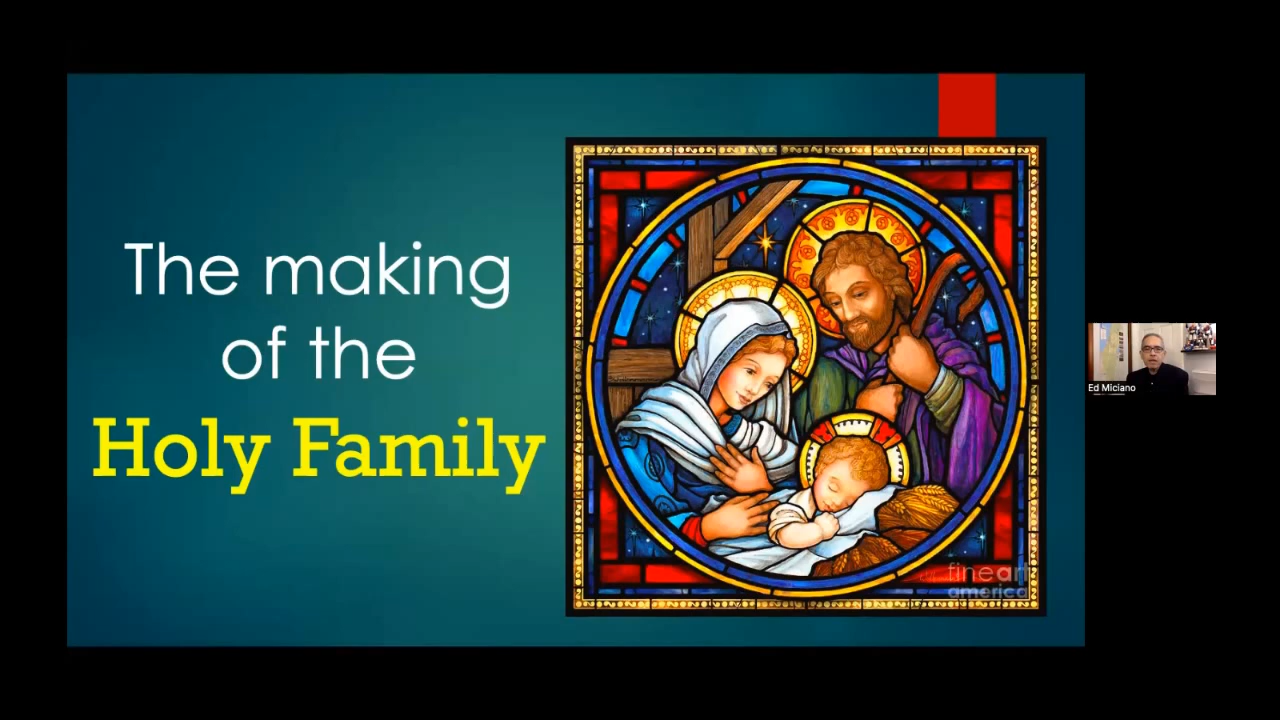 The making
of the
Holy Family
fineart
america
Ed Miciano